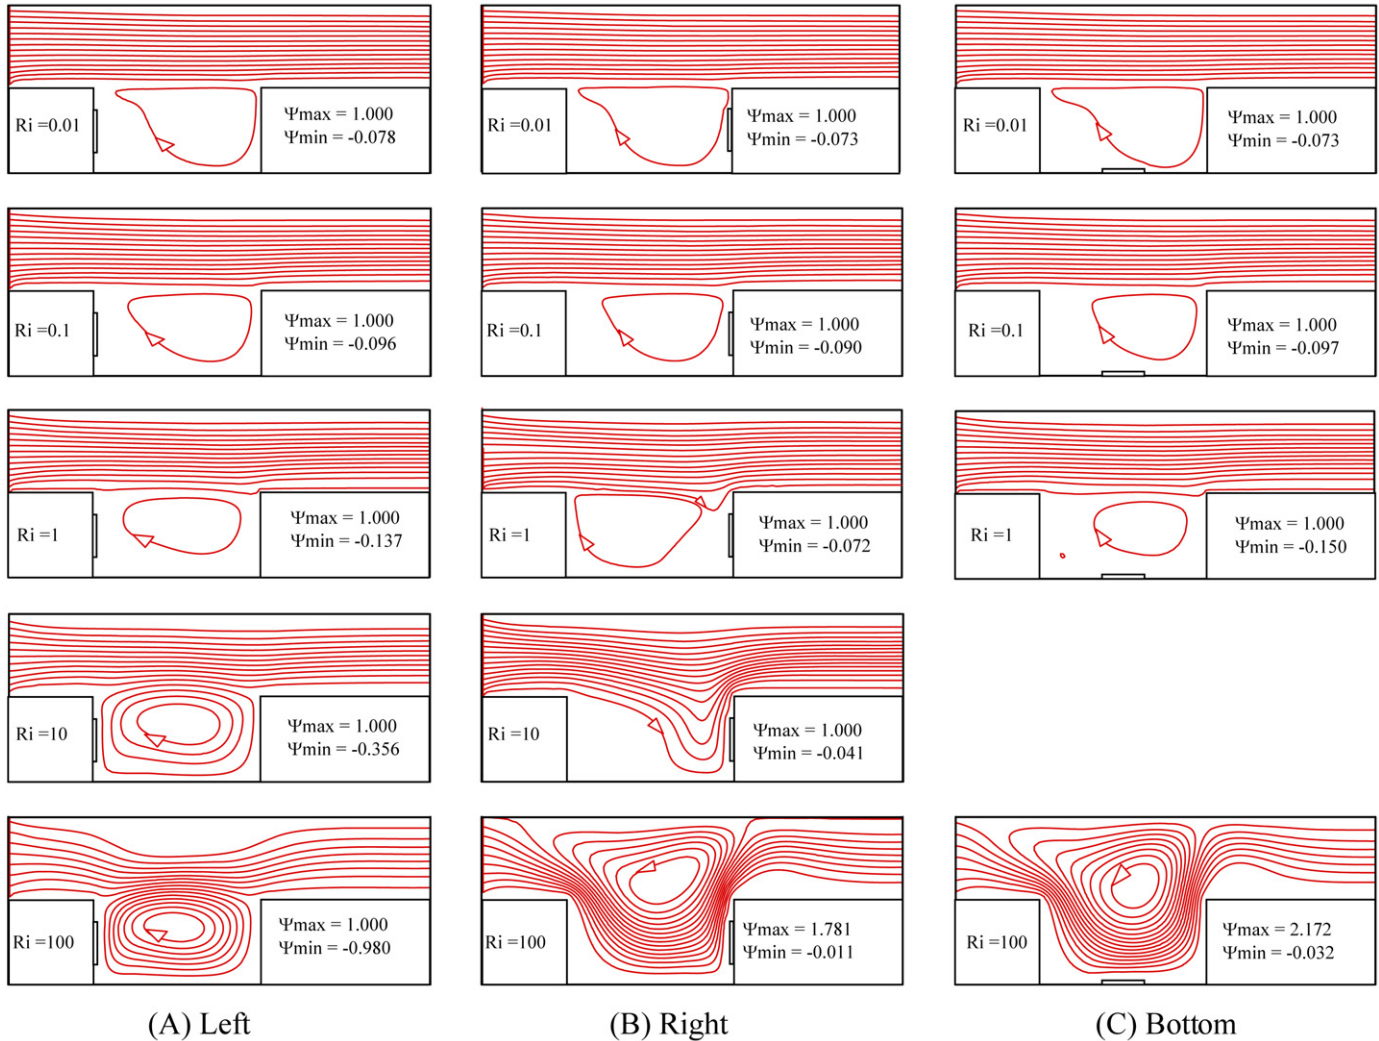 Ri =0.01
Ψmax = 1.000
Ψmin = -0.078
Ri =0.01
Ψmax = 1.000
Ψmin = -0.073
Ri =0.01
Ψmax = 1.000
Ψmin = -0.073
Ri =0.1
Ψmax = 1.000
Ψmin = -0.096
Ri =0.1
Ψmax = 1.000
Ψmin = -0.090
Ri =0.1
Ψmax = 1.000
Ψmin = -0.097
Ri =1
Ψmax = 1.000
Ψmin = -0.137
Ri =1
Ψmax = 1.000
Ψmin = -0.072
Ri =1
Ψmax = 1.000
Ψmin = -0.150
Ri =10
Ψmax = 1.000
Ψmin = -0.356
Ri =10
Ψmax = 1.000
Ψmin = -0.041
Ri =100
Ψmax = 1.000
Ψmin = -0.980
Ri =100
Ψmax = 1.781
Ψmin = -0.011
Ri =100
Ψmax = 2.172
Ψmin = -0.032
(A) Left
(B) Right
(C) Bottom